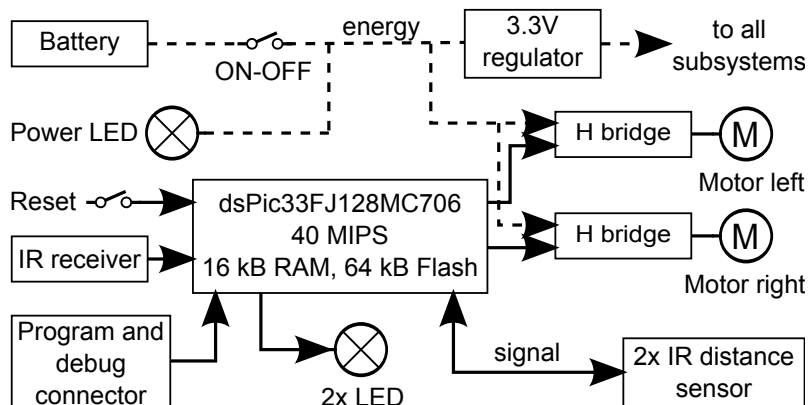 Battery
ON-OFF
energy
3.3V
regulator
to all
subsystems
Power LED
H bridge
M
Motor left
Reset
dsPic33FJ128MC706
40 MIPS
16 kB RAM, 64 kB Flash
IR receiver
H bridge
M
Motor right
Program and
debug
connector
2x LED
signal
2x IR distance
sensor